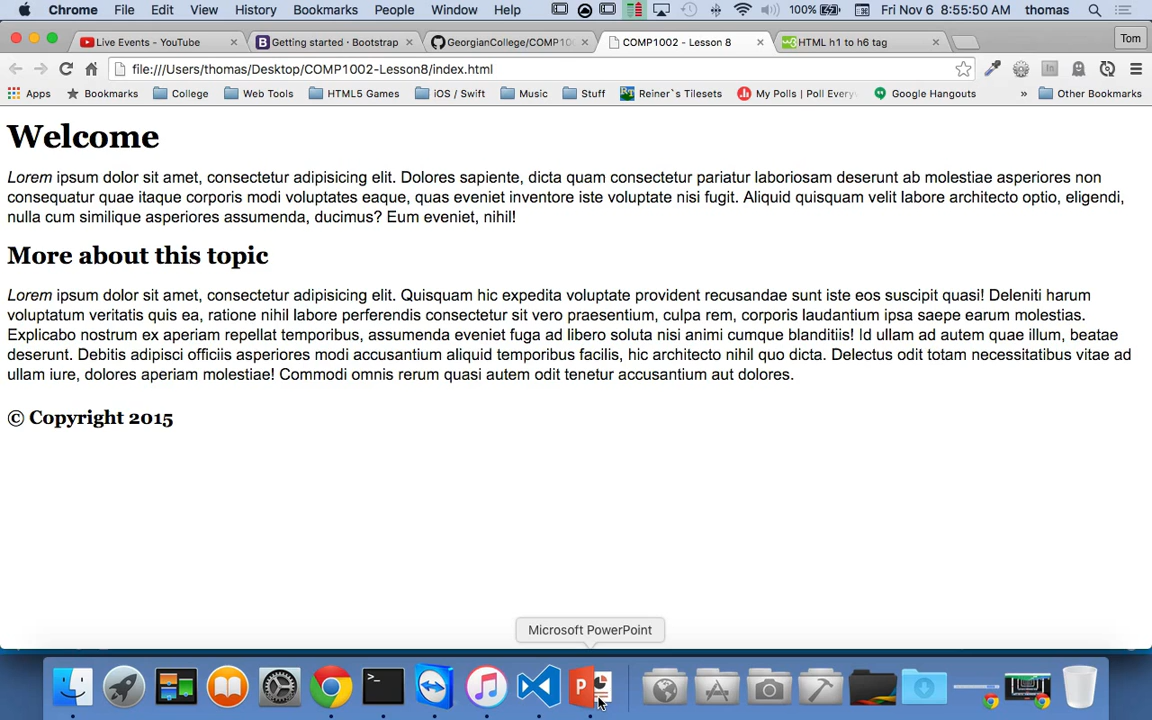 Chrome File Edit View History Bookmarks People Window Help 100% Fri Nov 6 8:55:50 AM thomas
Live Events - YouTube Getting started · Bootstrap GeorgianCollege/COMP100 COMP1002 - Lesson 8 HTML h1 to h6 tag Tom
file:///Users/thomas/Desktop/COMP1002-Lesson8/index.html
Apps Bookmarks College Web Tools HTML5 Games iOS / Swift Music Stuff Reiner`s Tilesets My Polls | Poll Every Google Hangouts » Other Bookmarks
Welcome
Lorem ipsum dolor sit amet, consectetur adipisicing elit. Dolores sapiente, dicta quam consectetur pariatur laboriosam deserunt ab molestiae asperiores non
consequatur quae itaque corporis modi voluptates eaque, quas eveniet inventore iste voluptate nisi fugit. Aliquid quisquam velit labore architecto optio, eligendi,
nulla cum similique asperiores assumenda, ducimus? Eum eveniet, nihil!
More about this topic
Lorem ipsum dolor sit amet, consectetur adipisicing elit. Quisquam hic expedita voluptate provident recusandae sunt iste eos suscipit quasi! Deleniti harum
voluptatum veritatis quis ea, ratione nihil labore perferendis consectetur sit vero praesentium, culpa rem, corporis laudantium ipsa saepe earum molestias.
Explicabo nostrum ex aperiam repellat temporibus, assumenda eveniet fuga ad libero soluta nisi animi cumque blanditiis! Id ullam ad autem quae illum, beatae
deserunt. Debitis adipisci officiis asperiores modi accusantium aliquid temporibus facilis, hic architecto nihil quo dicta. Delectus odit totam necessitatibus vitae ad
ullam iure, dolores aperiam molestiae! Commodi omnis rerum quasi autem odit tenetur accusantium aut dolores.
© Copyright 2015
Microsoft PowerPoint